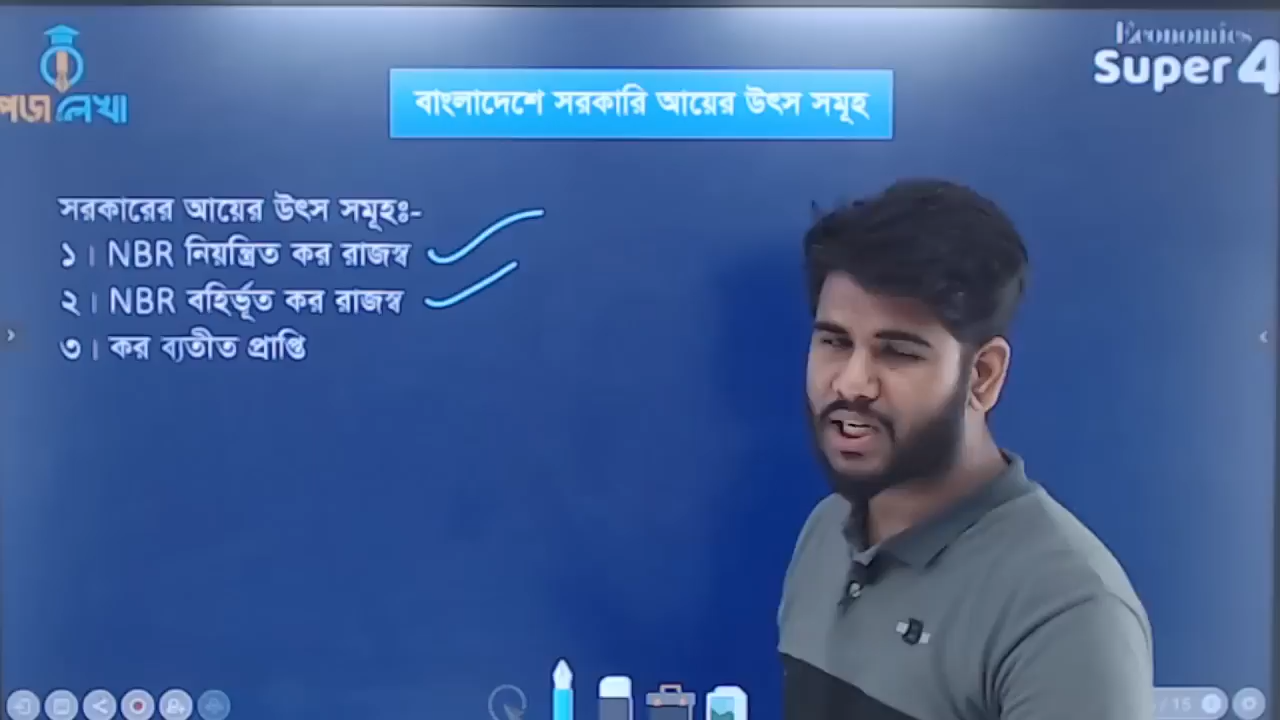 পড়ালেখা
Economics
Super 4
বাংলাদেশে সরকারি আয়ের উৎস সমূহ
সরকারের আয়ের উৎস সমূহঃ-
১। NBR নিয়ন্ত্রিত কর রাজস্ব
২। NBR বহির্ভূত কর রাজস্ব
৩। কর ব্যতীত প্রাপ্তি
/ 15